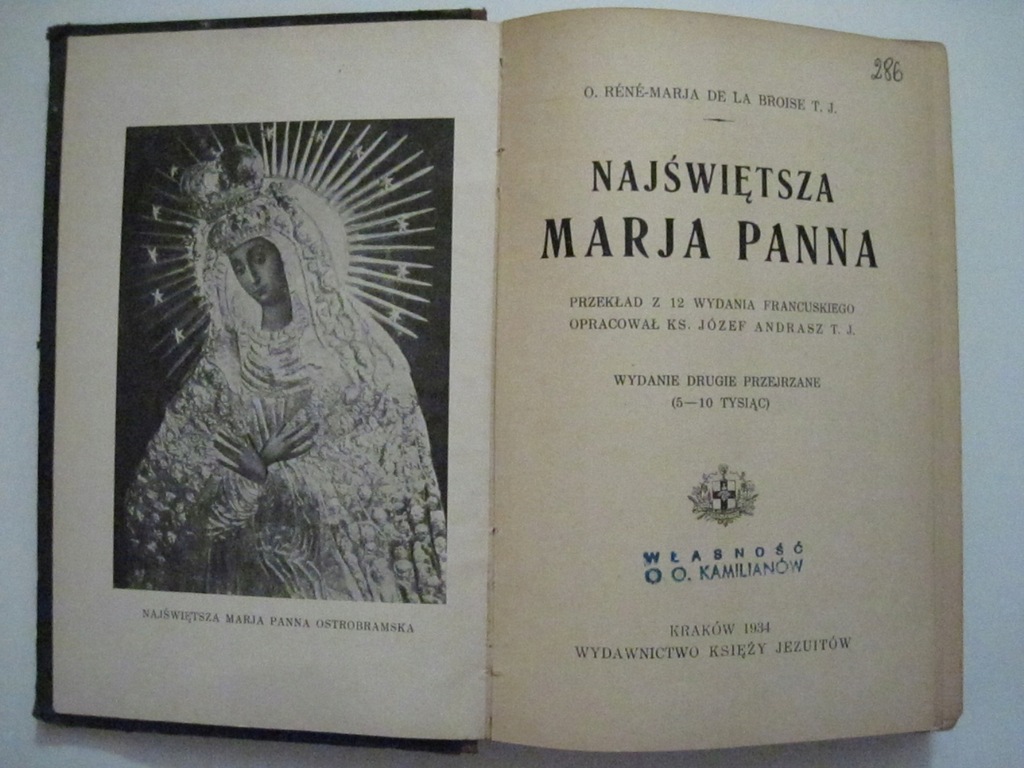 NAJŚWIĘTSZA MARJA PANNA OSTROBRAMSKA
286
O. RÉNÉ-MARJA DE LA BROISE T. J.
NAJŚWIĘTSZA
MARJA PANNA
PRZEKŁAD Z 12 WYDANIA FRANCUSKIEGO
OPRACOWAŁ KS. JÓZEF ANDRASZ T. J.
WYDANIE DRUGIE PRZEJRZANE
(5—10 TYSIĄC)
WŁASNOŚĆ
O O. KAMILIANÓW
KRAKÓW 1934
WYDAWNICTWO KSIĘŻY JEZUITÓW